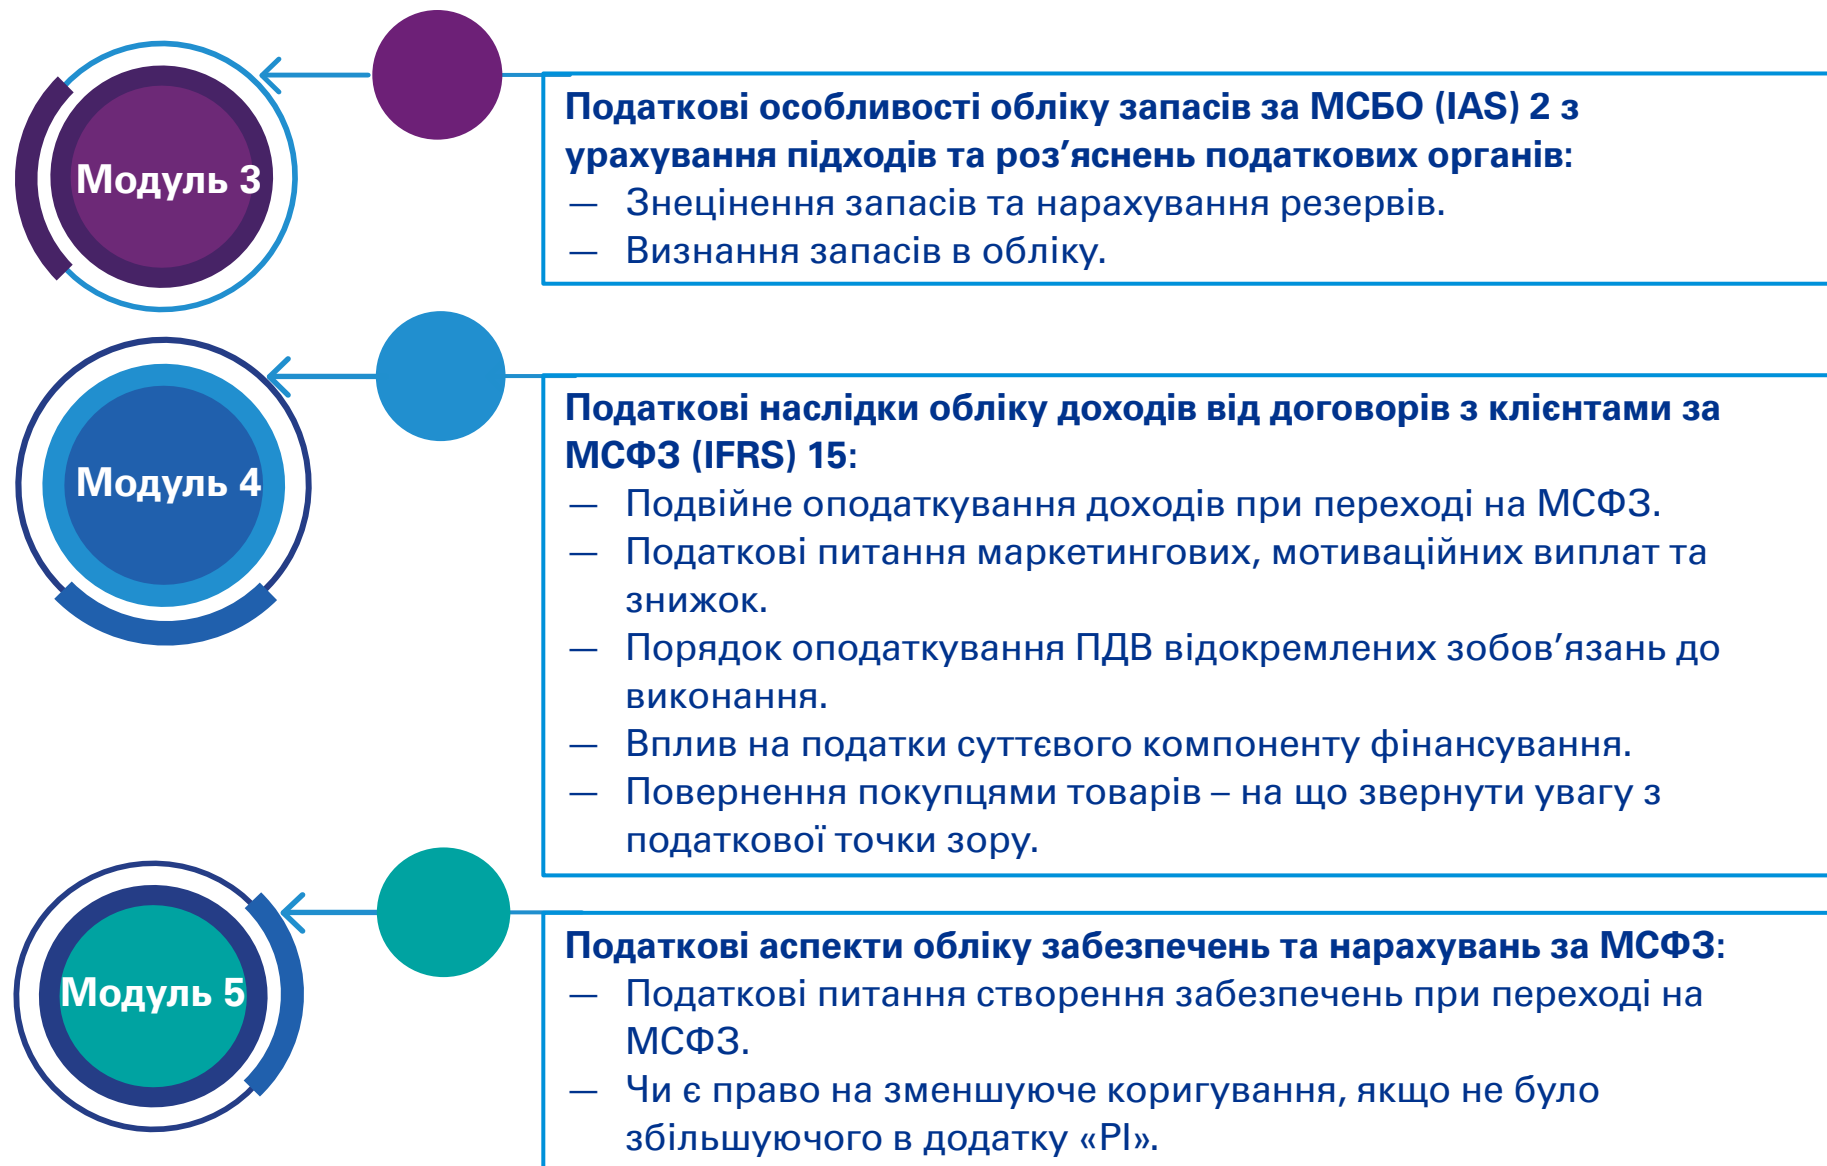 Модуль 3
Податкові особливості обліку запасів за МСБО (IAS) 2 з
урахування підходів та роз’яснень податкових органів:
— Знецінення запасів та нарахування резервів.
— Визнання запасів в обліку.
Модуль 4
Податкові наслідки обліку доходів від договорів з клієнтами за
МСФЗ (IFRS) 15:
— Подвійне оподаткування доходів при переході на МСФЗ.
— Податкові питання маркетингових, мотиваційних виплат та
знижок.
— Порядок оподаткування ПДВ відокремлених зобов’язань до
виконання.
— Вплив на податки суттєвого компоненту фінансування.
— Повернення покупцями товарів – на що звернути увагу з
податкової точки зору.
Модуль 5
Податкові аспекти обліку забезпечень та нарахувань за МСФЗ:
— Податкові питання створення забезпечень при переході на
МСФЗ.
— Чи є право на зменшуюче коригування, якщо не було
збільшуючого в додатку «РІ».